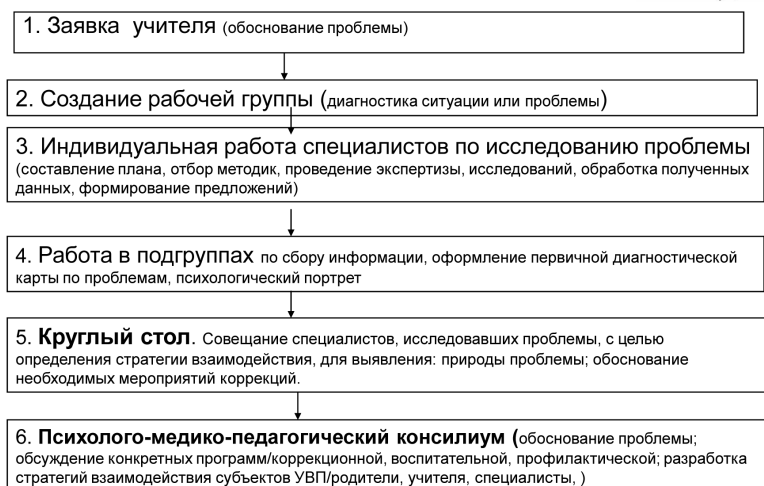 1. Заявка учителя (обоснование проблемы)
2. Создание рабочей группы (диагностика ситуации или проблемы)
3. Индивидуальная работа специалистов по исследованию проблемы
(составление плана, отбор методик, проведение экспертизы, исследований, обработка полученных
данных, формирование предложений)
4. Работа в подгруппах по сбору информации, оформление первичной диагностической
карты по проблемам, психологический портрет
5. Круглый стол. Совещание специалистов, исследовавших проблемы, с целью
определения стратегии взаимодействия, для выявления: природы проблемы; обоснование
необходимых мероприятий коррекций.
6. Психолого-медико-педагогический консилиум (обоснование проблемы;
обсуждение конкретных программ/коррекционной, воспитательной, профилактической; разработка
стратегий взаимодействия субъектов УВП/родители, учителя, специалисты, )